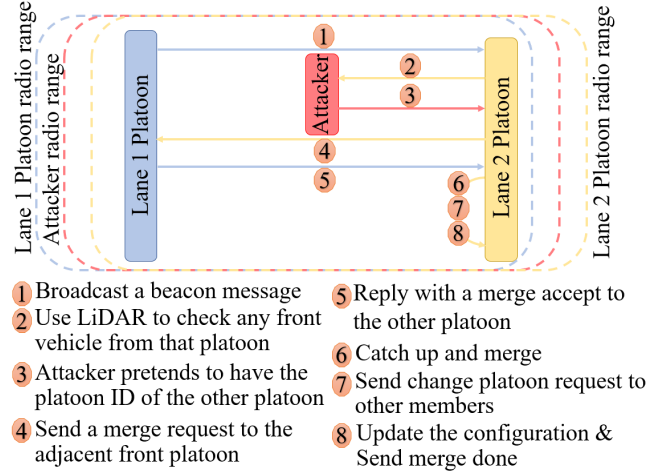 Lane 1 Platoon radio range
Attacker radio range
Lane 1 Platoon
Attacker
Lane 2 Platoon
Lane 2 Platoon radio range
1
2
3
4
5
6
7
8
1 Broadcast a beacon message
2 Use LiDAR to check any front
vehicle from that platoon
3 Attacker pretends to have the
platoon ID of the other platoon
4 Send a merge request to the
adjacent front platoon
5 Reply with a merge accept to
the other platoon
6 Catch up and merge
7 Send change platoon request to
other members
8 Update the configuration &
Send merge done